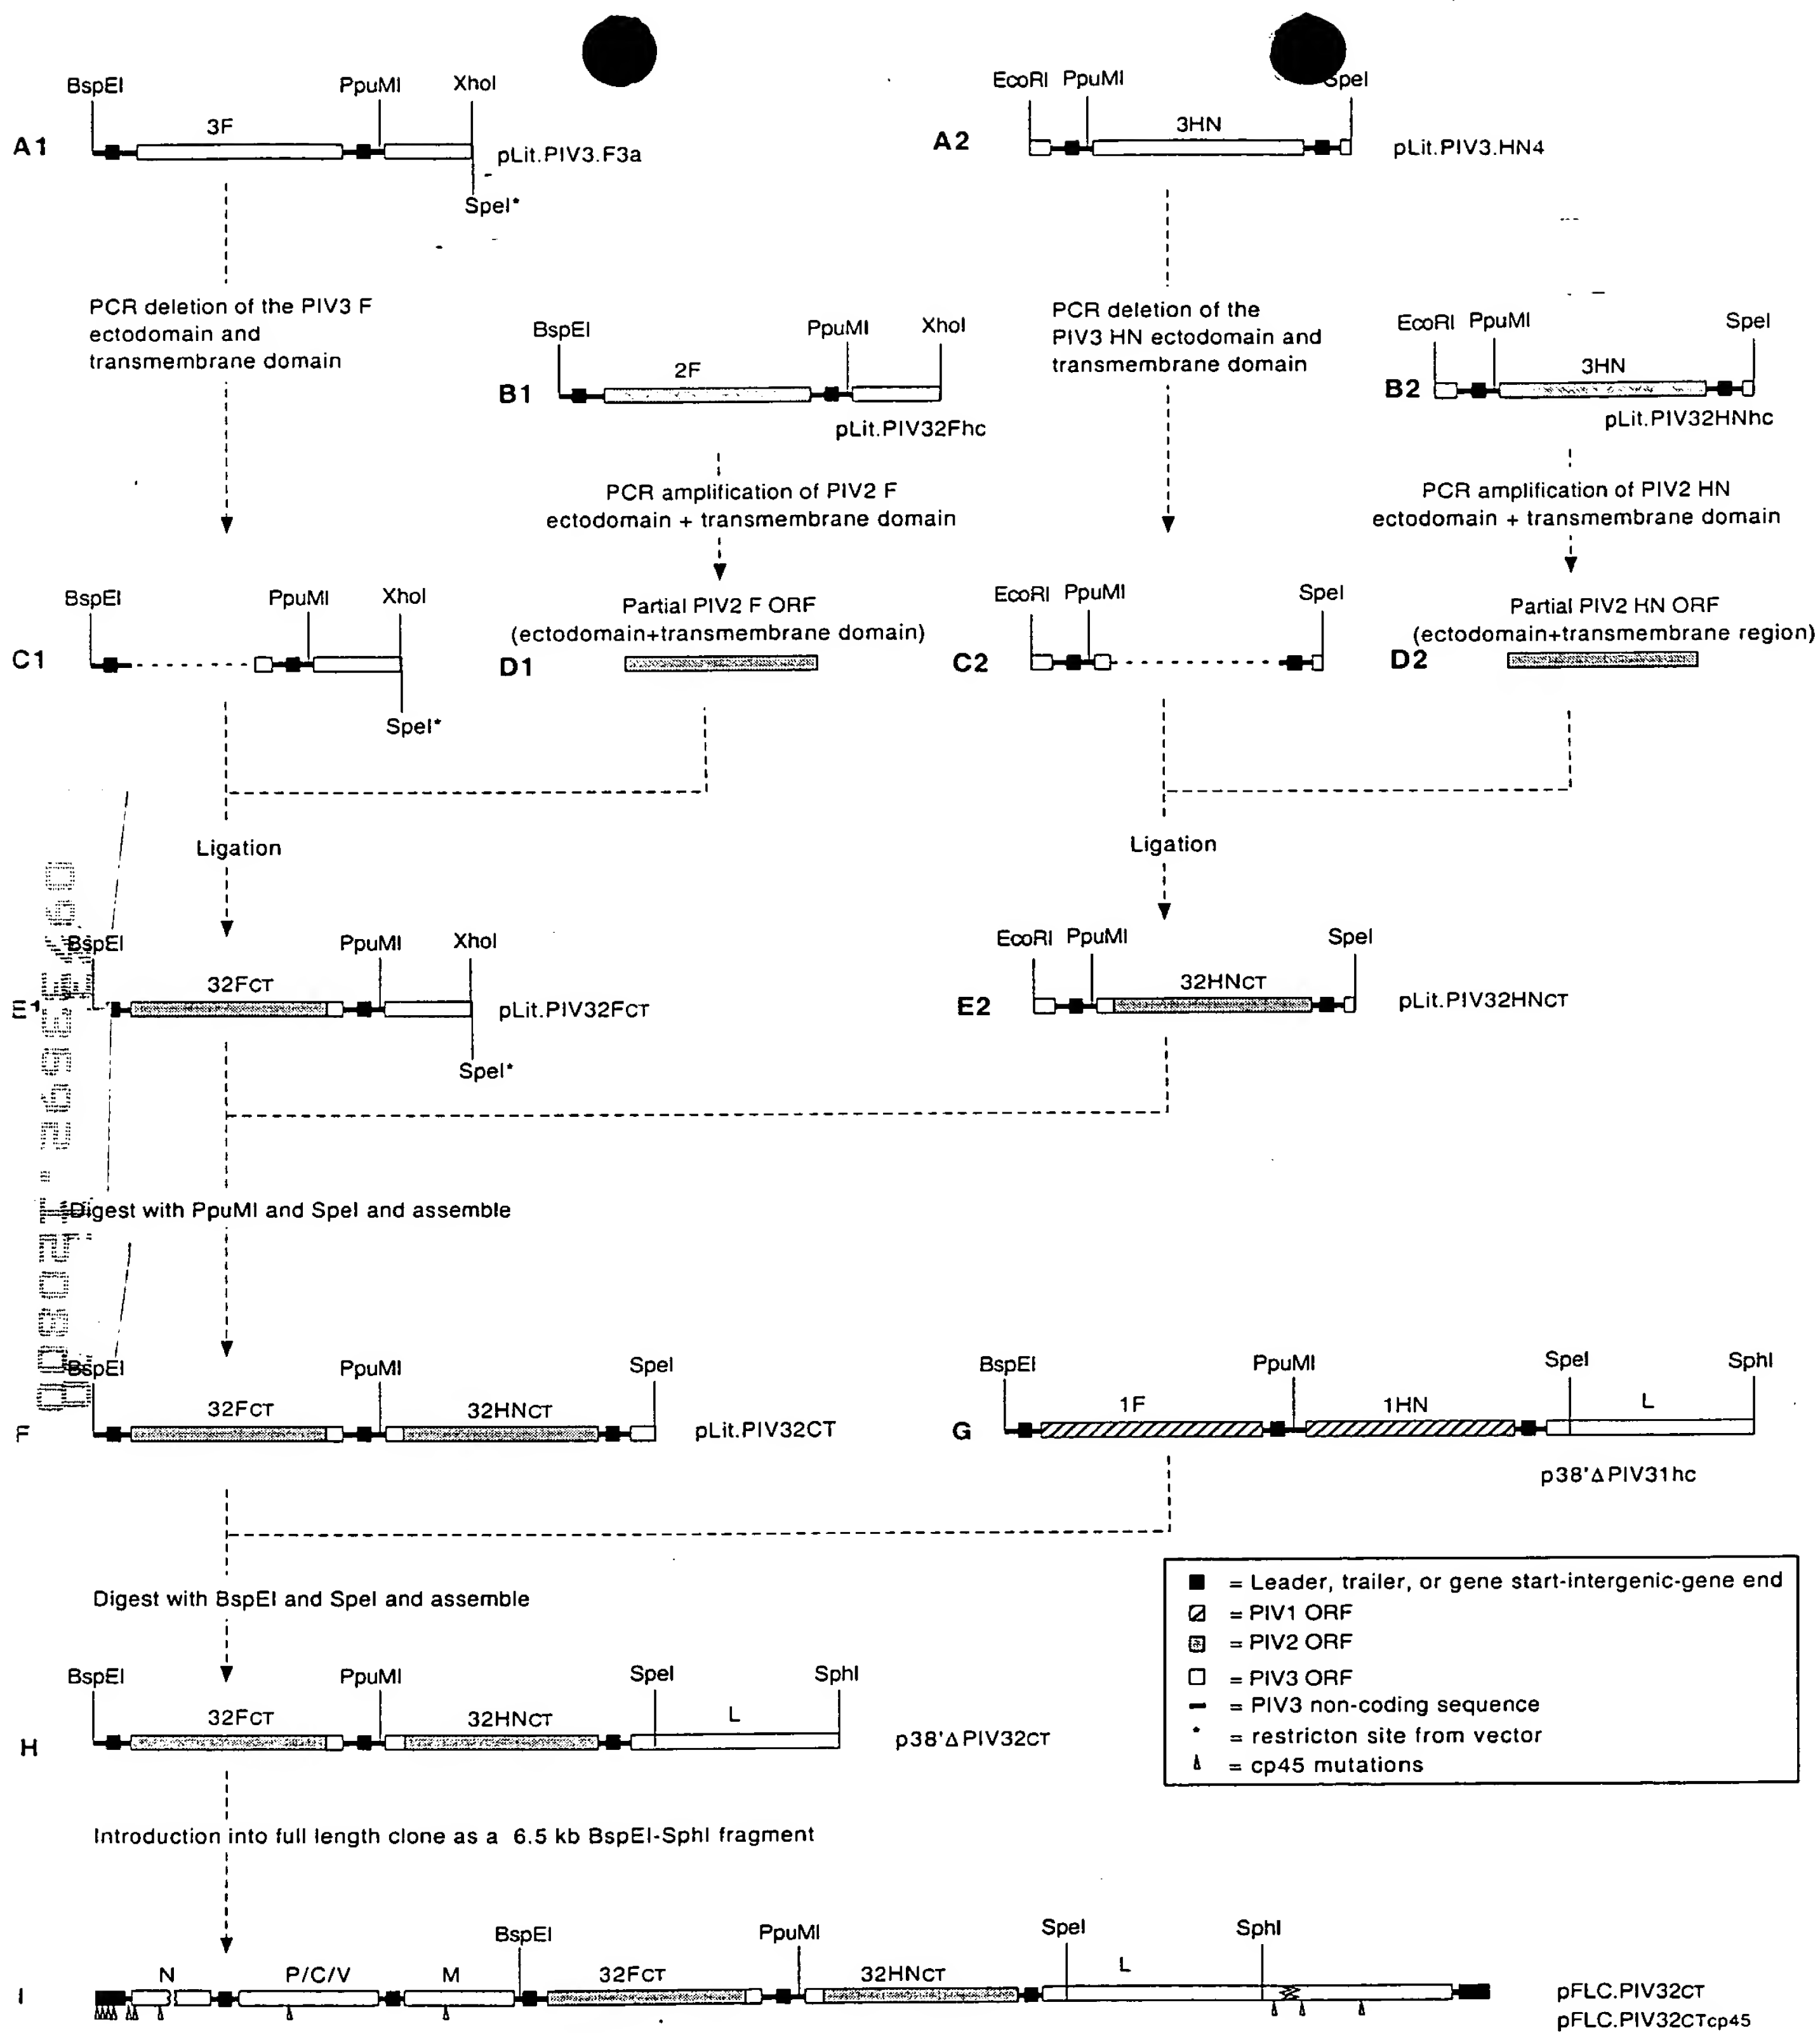 BspEI PpuMI XhoI
A1 3F pLit.PIV3.F3a
SpeI*
EcoRI PpuMI SpeI
A2 3HN pLit.PIV3.HN4
PCR deletion of the PIV3 F
ectodomain and
transmembrane domain
BspEI PpuMI XhoI
B1 2F
pLit.PIV32Fhc
PCR deletion of the
PIV3 HN ectodomain and
transmembrane domain
EcoRI PpuMI SpeI
B2 3HN
pLit.PIV32HNhc
PCR amplification of PIV2 F
ectodomain + transmembrane domain
PCR amplification of PIV2 HN
ectodomain + transmembrane domain
BspEI PpuMI XhoI
C1
SpeI*
Partial PIV2 F ORF
(ectodomain+transmembrane domain)
D1
EcoRI PpuMI SpeI
C2
Partial PIV2 HN ORF
(ectodomain+transmembrane region)
D2
Ligation
Ligation
BspEI PpuMI XhoI
E1 32FCT pLit.PIV32FCT
SpeI*
EcoRI PpuMI SpeI
E2 32HNCT pLit.PIV32HNCT
Digest with PpuMI and SpeI and assemble
BspEI PpuMI SpeI
F 32FCT 32HNCT pLit.PIV32CT
BspEI PpuMI SpeI SphI
G 1F 1HN L
p38'ΔPIV31hc
Digest with BspEI and SpeI and assemble
■ = Leader, trailer, or gene start-intergenic-gene end
= PIV1 ORF
= PIV2 ORF
□ = PIV3 ORF
– = PIV3 non-coding sequence
* = restricton site from vector
= cp45 mutations
BspEI PpuMI SpeI SphI
H 32FCT 32HNCT L p38'ΔPIV32CT
Introduction into full length clone as a 6.5 kb BspEI-SphI fragment
BspEI PpuMI SpeI SphI
I N P/C/V M 32FCT 32HNCT L pFLC.PIV32CT
pFLC.PIV32CTcp45